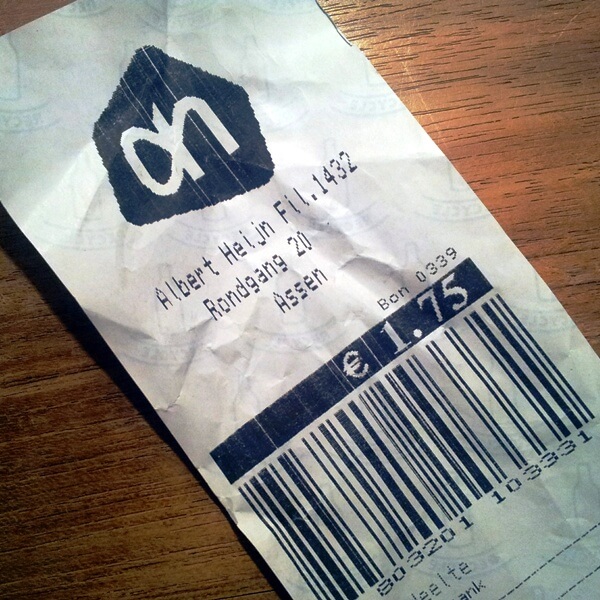 ah
Albert Heijn Fil.1432
Rondgang 20
Assen
Bon 0339
€ 1.75
803201 103331